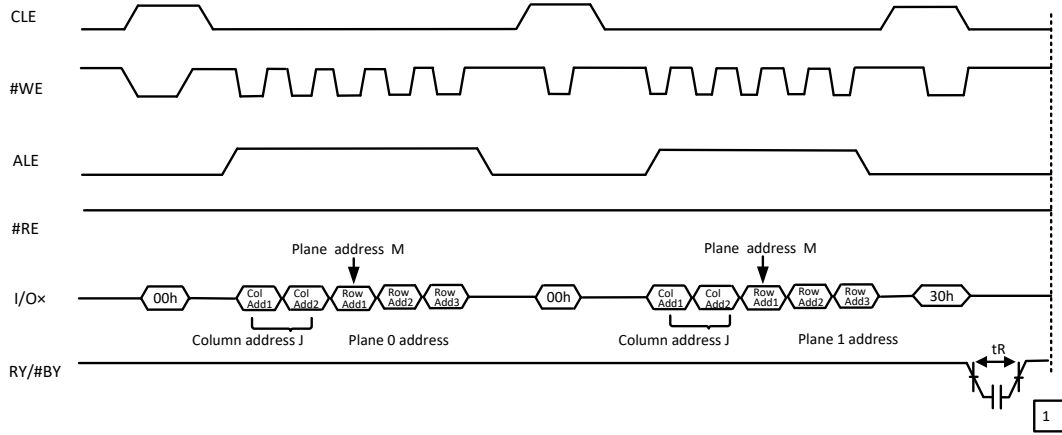 CLE
#WE
ALE
#RE
Plane address M
Plane address M
I/O×
00h
Col Add1
Col Add2
Row Add1
Row Add2
Row Add3
00h
Col Add1
Col Add2
Row Add1
Row Add2
Row Add3
30h
Column address J
Plane 0 address
Column address J
Plane 1 address
RY/#BY
tR
1